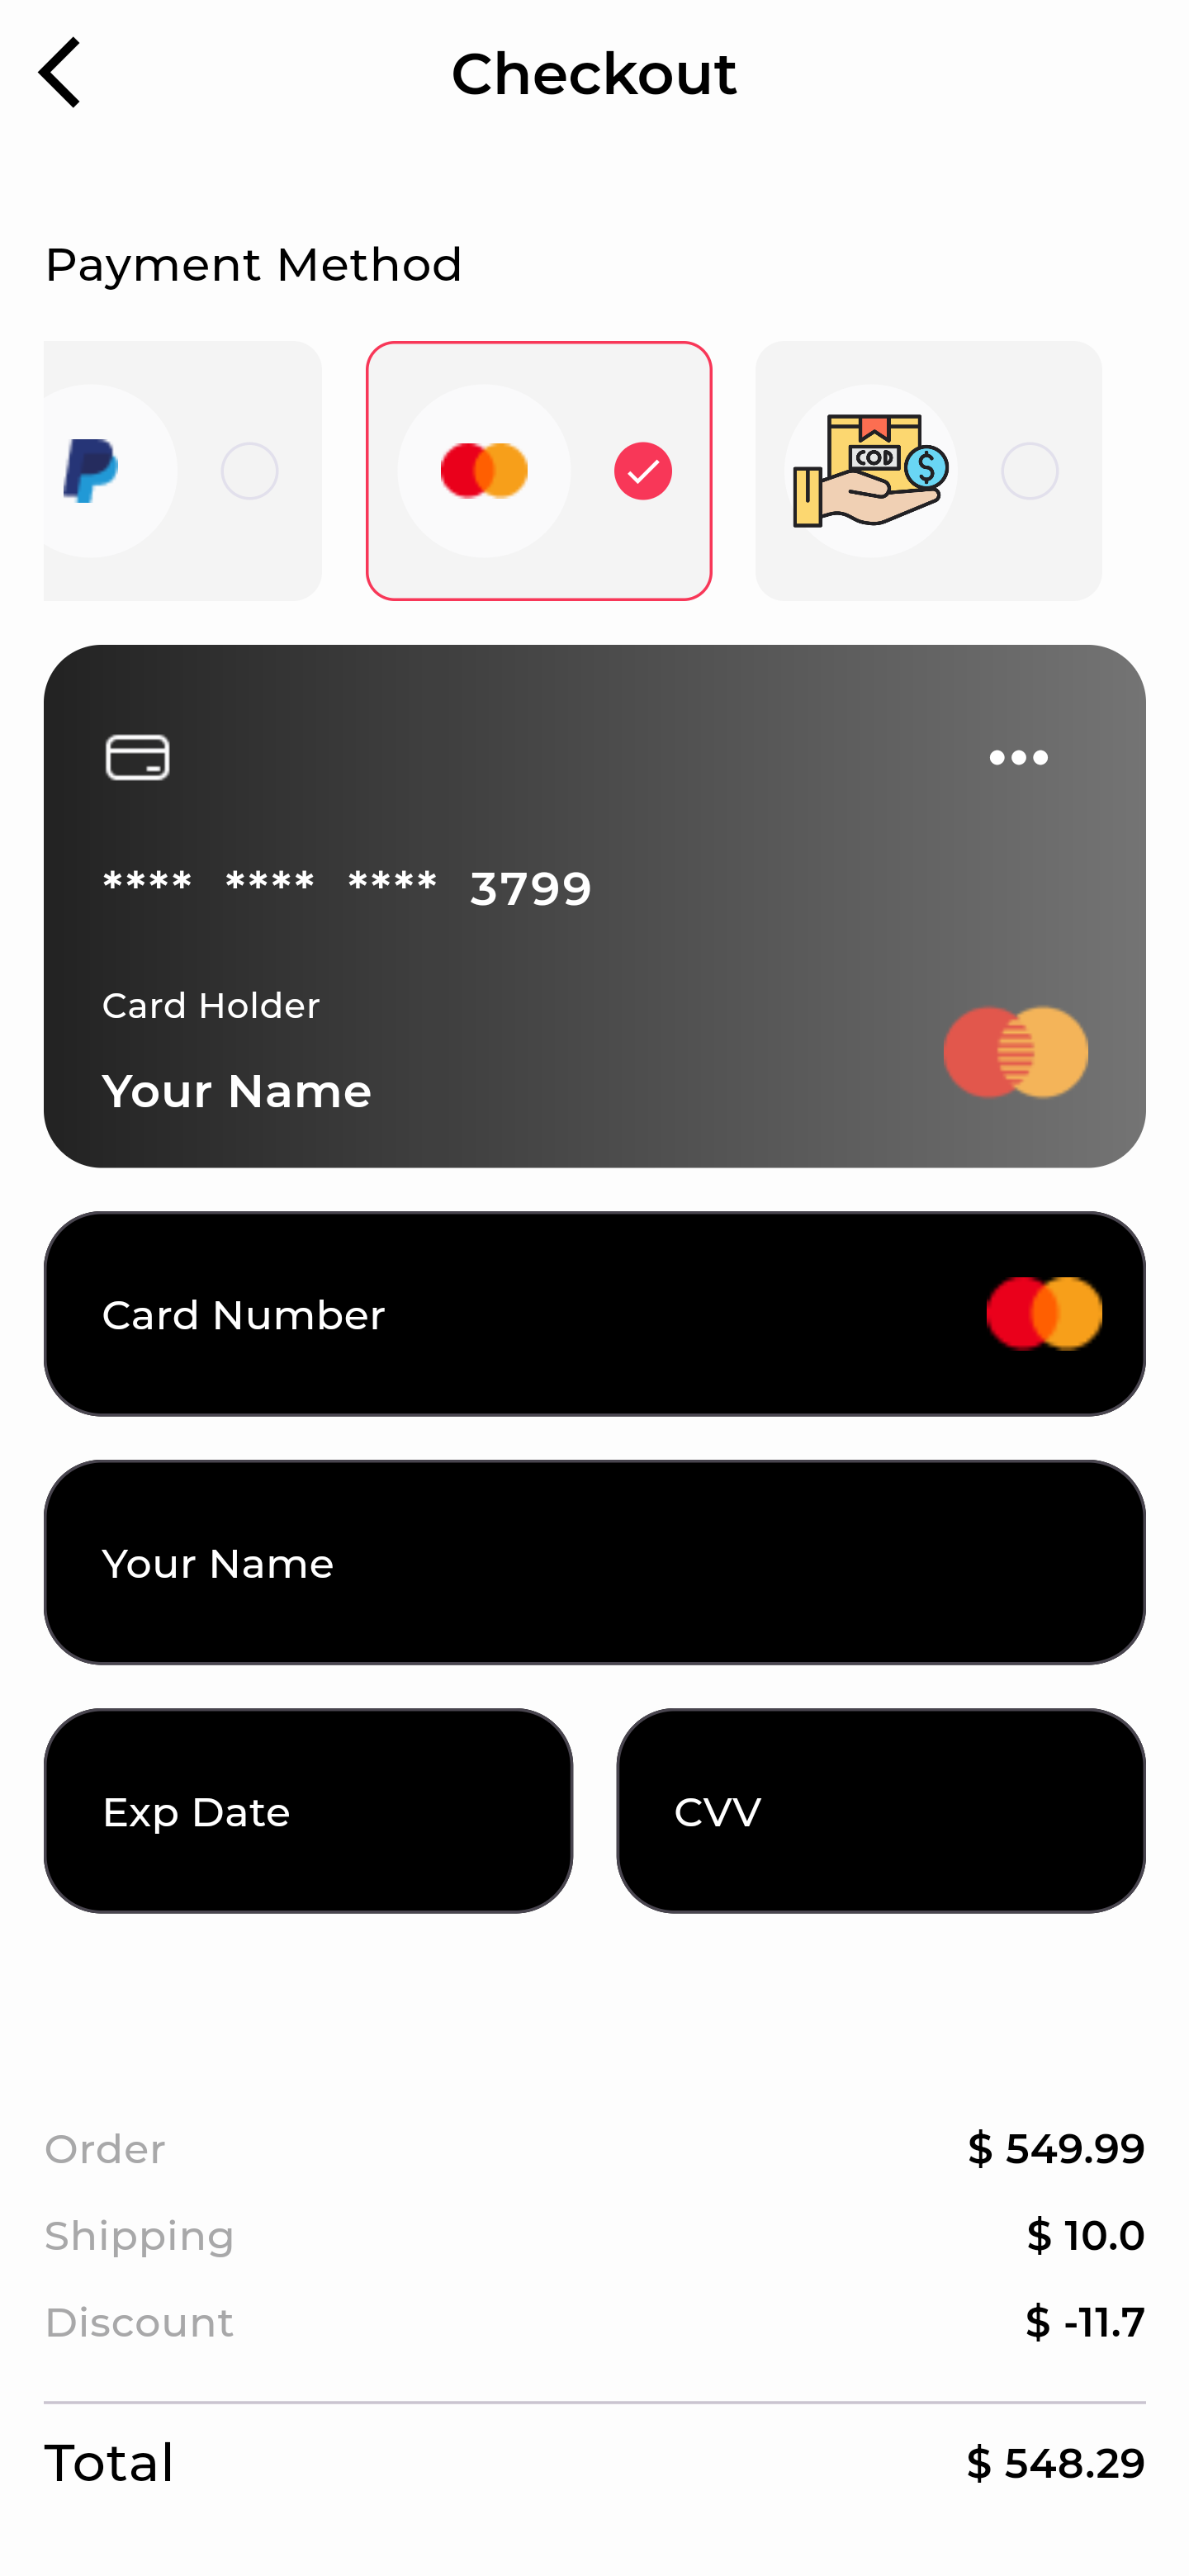 Checkout
Payment Method
COD $
**** **** **** 3799
Card Holder
Your Name
Card Number
Your Name
Exp Date CVV
Order $ 549.99
Shipping $ 10.0
Discount $ -11.7
Total $ 548.29